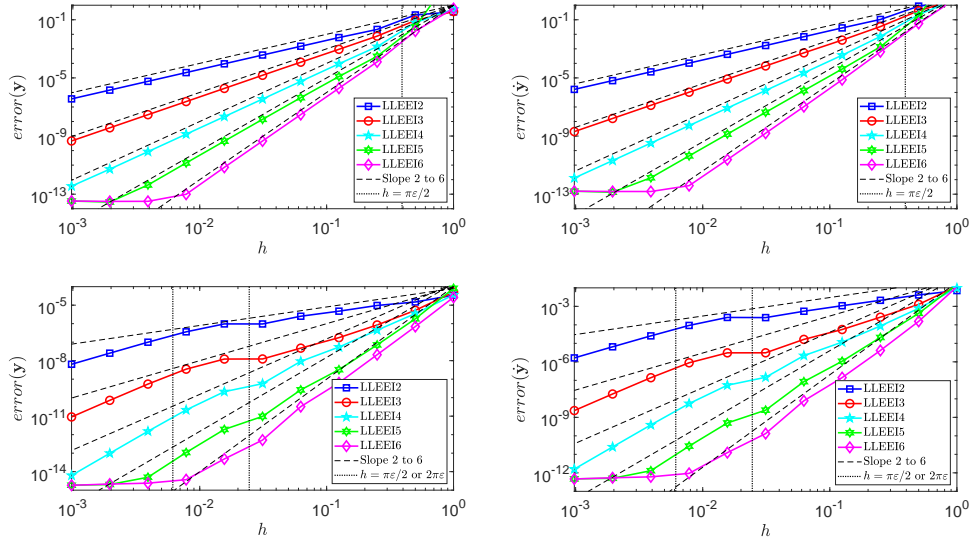 10^0
10^-5
10^-9
10^-13
error(y)
LLEEI2
LLEEI3
LLEEI4
LLEEI5
LLEEI6
Slope 2 to 6
h = πε/2
10^-3
10^-2
10^-1
10^0
h
10^-1
10^-5
10^-9
10^-13
error(ẏ)
LLEEI2
LLEEI3
LLEEI4
LLEEI5
LLEEI6
Slope 2 to 6
h = πε/2
10^-3
10^-2
10^-1
10^0
h
10^-5
10^-8
10^-11
10^-14
error(y)
LLEEI2
LLEEI3
LLEEI4
LLEEI5
LLEEI6
Slope 2 to 6
h = πε/2 or 2πε
10^-3
10^-2
10^-1
10^0
h
10^-3
10^-6
10^-9
10^-12
error(ẏ)
LLEEI2
LLEEI3
LLEEI4
LLEEI5
LLEEI6
Slope 2 to 6
h = πε/2 or 2πε
10^-3
10^-2
10^-1
10^0
h